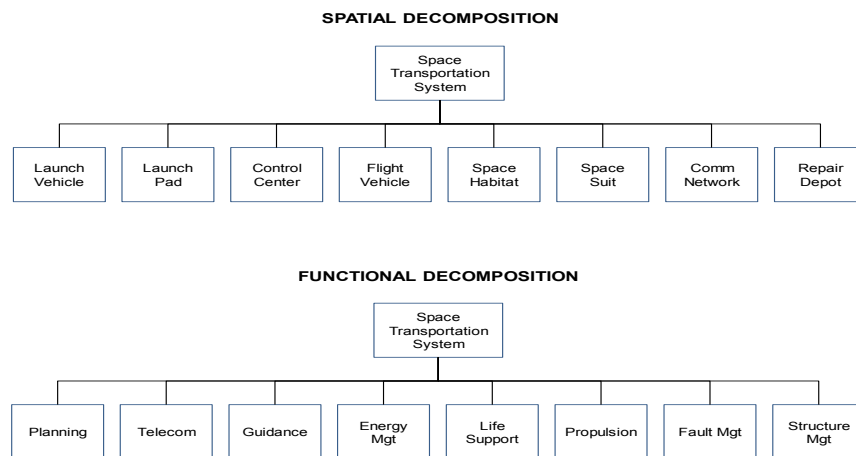 SPATIAL DECOMPOSITION
Space
Transportation
System
Launch
Vehicle
Launch
Pad
Control
Center
Flight
Vehicle
Space
Habitat
Space
Suit
Comm
Network
Repair
Depot
FUNCTIONAL DECOMPOSITION
Space
Transportation
System
Planning
Telecom
Guidance
Energy
Mgt
Life
Support
Propulsion
Fault Mgt
Structure
Mgt